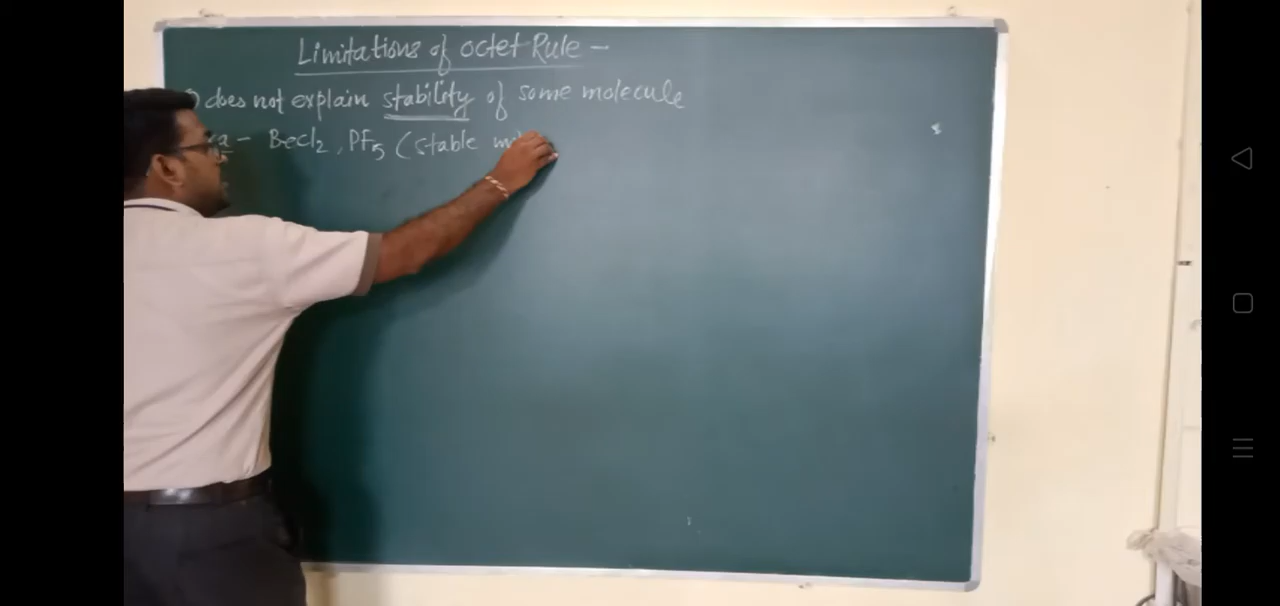 Limitations of octet Rule –
does not explain stability of some molecule
– BeCl2, PF5 (stable